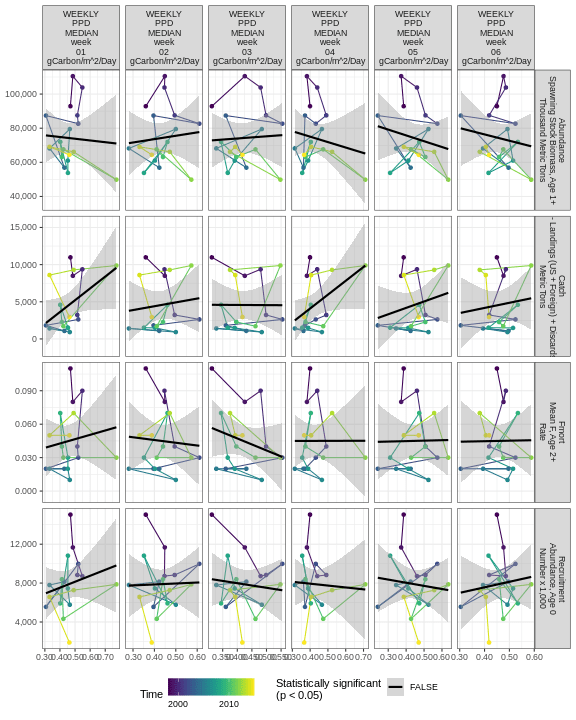 WEEKLY
PPD
MEDIAN
week
01
gCarbon/m^2/Day
WEEKLY
PPD
MEDIAN
week
02
gCarbon/m^2/Day
WEEKLY
PPD
MEDIAN
week
03
gCarbon/m^2/Day
WEEKLY
PPD
MEDIAN
week
04
gCarbon/m^2/Day
WEEKLY
PPD
MEDIAN
week
05
gCarbon/m^2/Day
WEEKLY
PPD
MEDIAN
week
06
gCarbon/m^2/Day
100,000
80,000
60,000
40,000
Abundance
Spawning Stock Biomass, Age 1+
Thousand Metric Tons
15,000
10,000
5,000
0
Catch
- Landings (US + Foreign) + Discards
Metric Tons
0.090
0.060
0.030
0.000
Fmort
Mean F, Age 2+
Rate
12,000
8,000
4,000
Recruitment
Abundance, Age 0
Number x 1,000
0.30 0.40 0.50 0.60 0.70
0.30 0.40 0.50 0.60
0.40 0.50
0.30 0.40 0.50 0.60 0.70
0.30 0.40 0.50 0.60
0.30 0.40 0.50 0.60
Time
2000 2010
Statistically significant
(p < 0.05)
FALSE